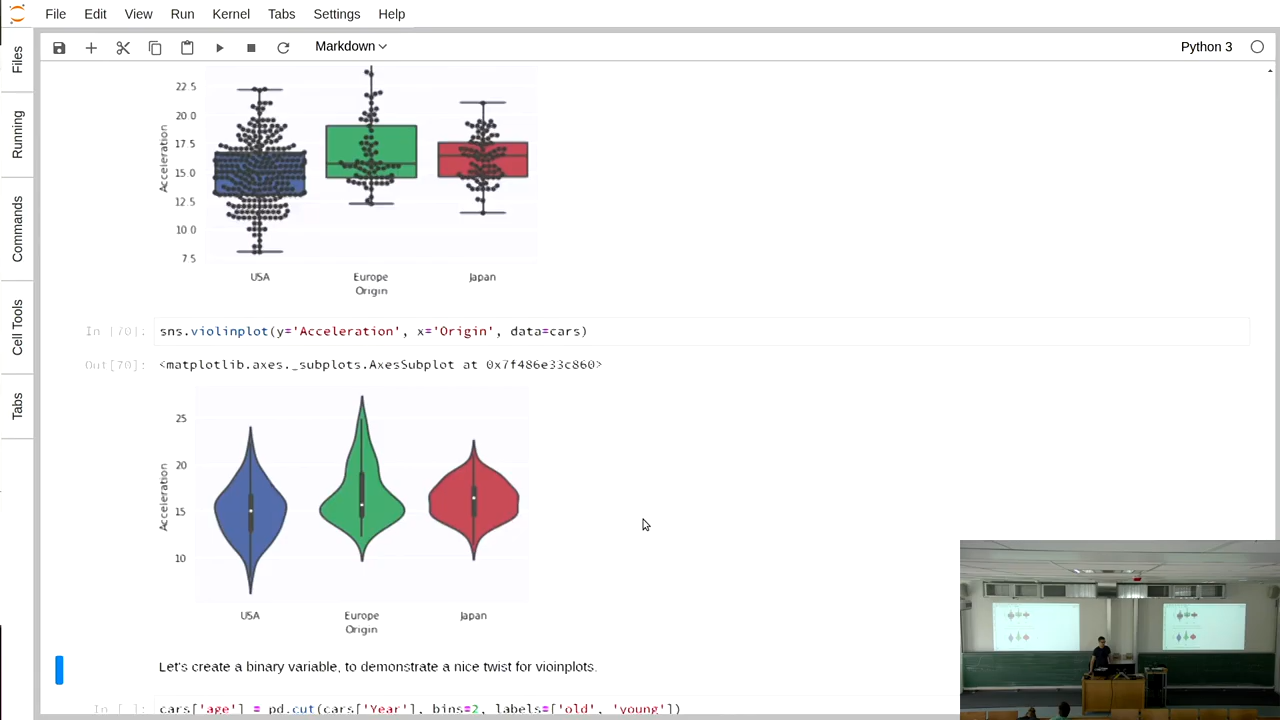 File Edit View Run Kernel Tabs Settings Help
Markdown
Python 3
Files
Running
Commands
Cell Tools
Tabs
Acceleration
22 5
20 0
17.5
15.0
12.5
10 0
7 5
USA Europe Japan
Origin
In [70]: sns.violinplot(y='Acceleration', x='Origin', data=cars)
Out[70]: <matplotlib.axes._subplots.AxesSubplot at 0x7f486e33c860>
Acceleration
25
20
15
10
USA Europe Japan
Origin
Let's create a binary variable, to demonstrate a nice twist for vioinplots.
In [ ]: cars['age'] = pd.cut(cars['Year'], bins=2, labels=['old', 'young'])